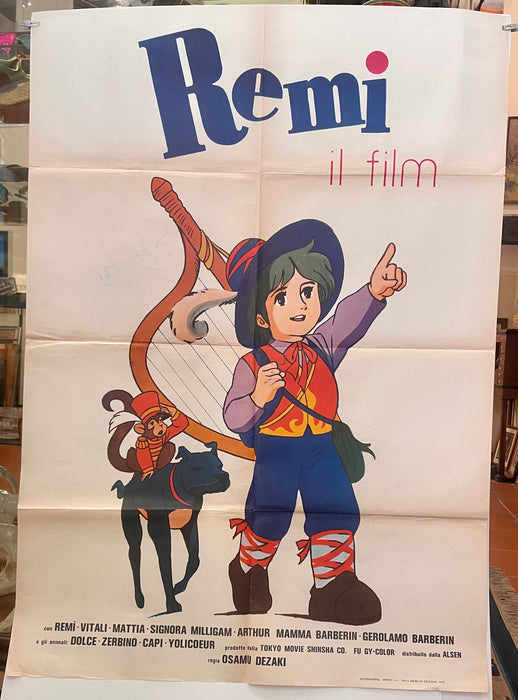 Remi
il film
con REMÌ · VITALI · MATTIA · SIGNORA MILLIGAM · ARTHUR MAMMA BARBERIN · GEROLAMO BARBERIN
e gli animali: DOLCE · ZERBINO · CAPI · YOLICOEUR prodotto dalla TOKYO MOVIE SHINSHA CO. FU GY-COLOR distribuito dalla ALSEN
regia OSAMU DEZAKI